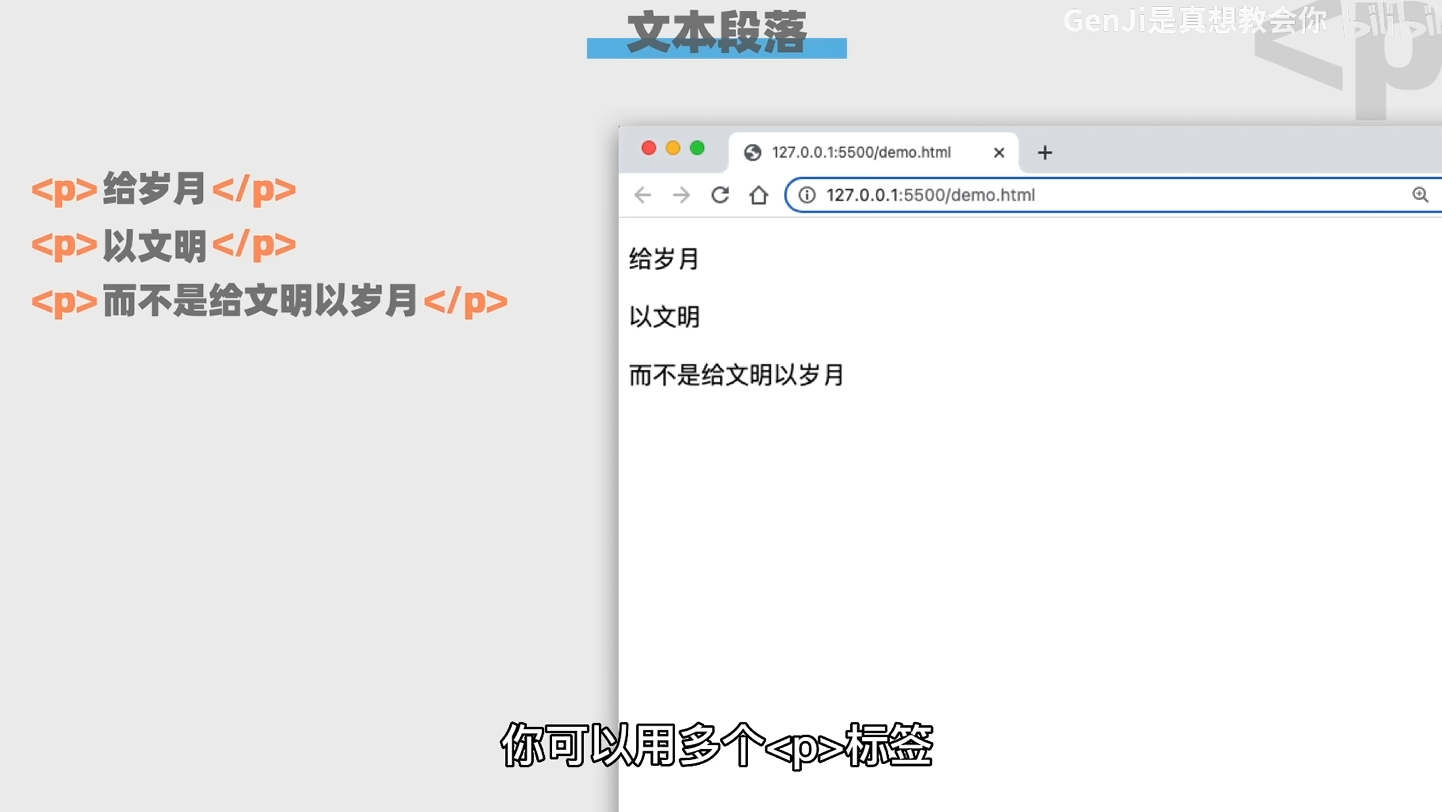 文本段落
GenJi是真想教会你
bilibili
<p>给岁月</p>
<p>以文明</p>
<p>而不是给文明以岁月</p>
127.0.0.1:5500/demo.html
127.0.0.1:5500/demo.html
给岁月
以文明
而不是给文明以岁月
你可以用多个<p>标签